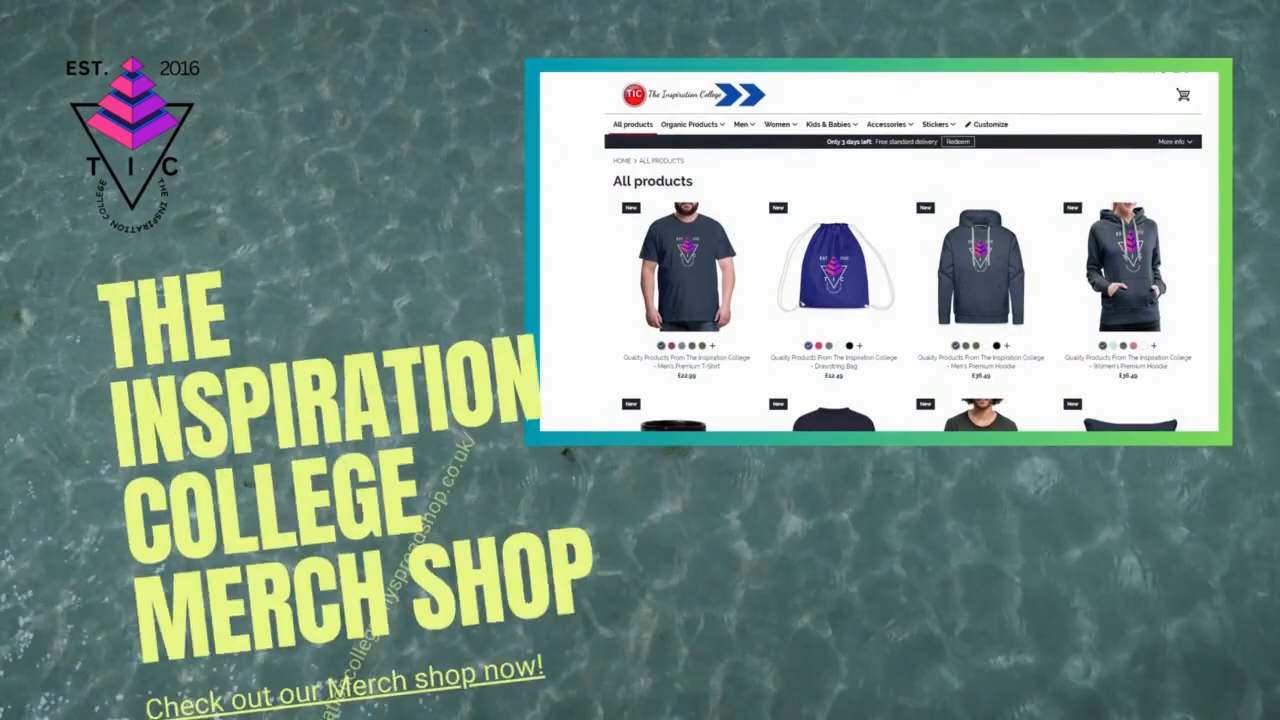 EST. 2016
T I C
THE INSPIRATION COLLEGE
THE
INSPIRATION
COLLEGE
MERCH SHOP
Check out our Merch shop now!
TIC The Inspiration College
All products Organic Products Men Women Kids & Babies Accessories Stickers Customize
Only 3 days left: Free standard delivery Redeem More info
HOME > ALL PRODUCTS
All products
New New New New
Quality Products From The Inspiration College
- Men's Premium T-Shirt
£22.99
Quality Products From The Inspiration College
- Drawstring Bag
£12.49
Quality Products From The Inspiration College
- Men's Premium Hoodie
£36.49
Quality Products From The Inspiration College
- Women's Premium Hoodie
£36.49
New New New New